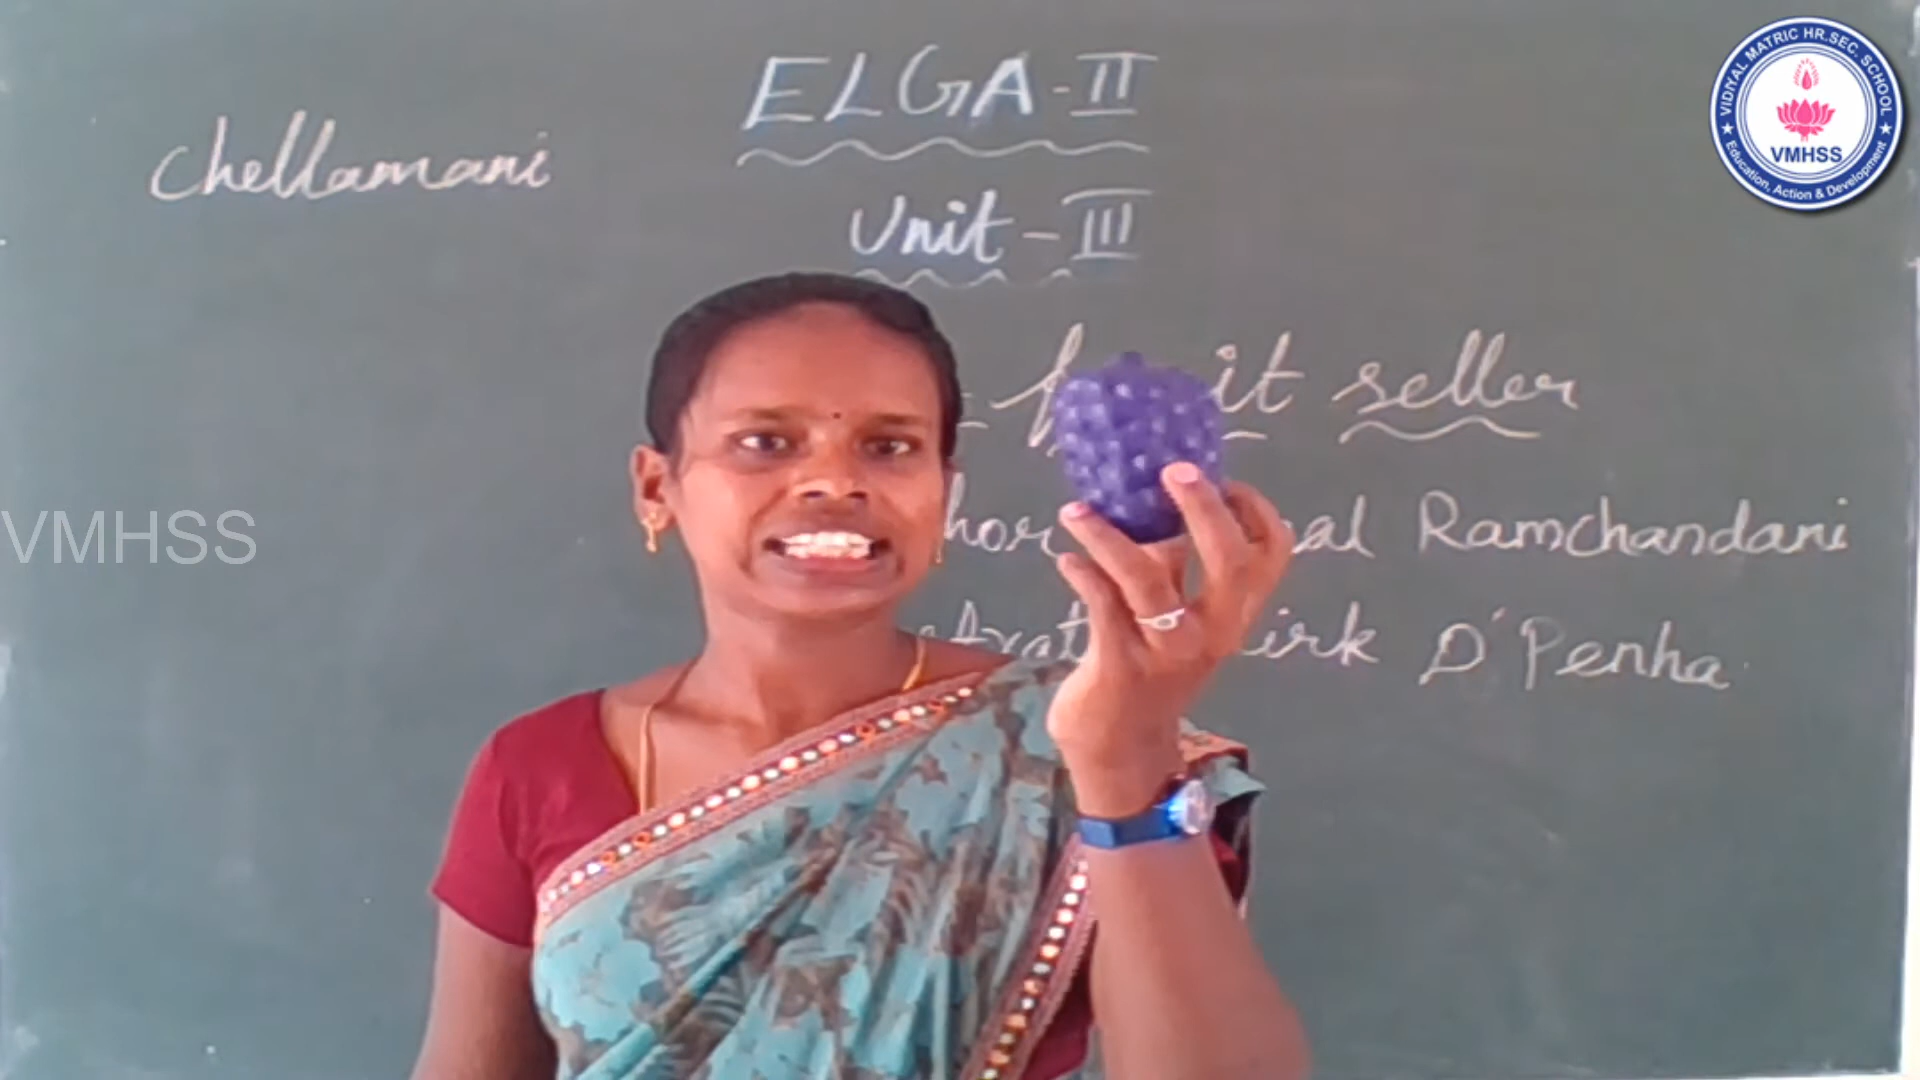 Chellamani
ELGA-II
Unit-III
seller
Ramchandani
D'Penha
VMHSS
VIDIYAL MATRIC HR.SEC. SCHOOL
VMHSS
Education, Action & Development